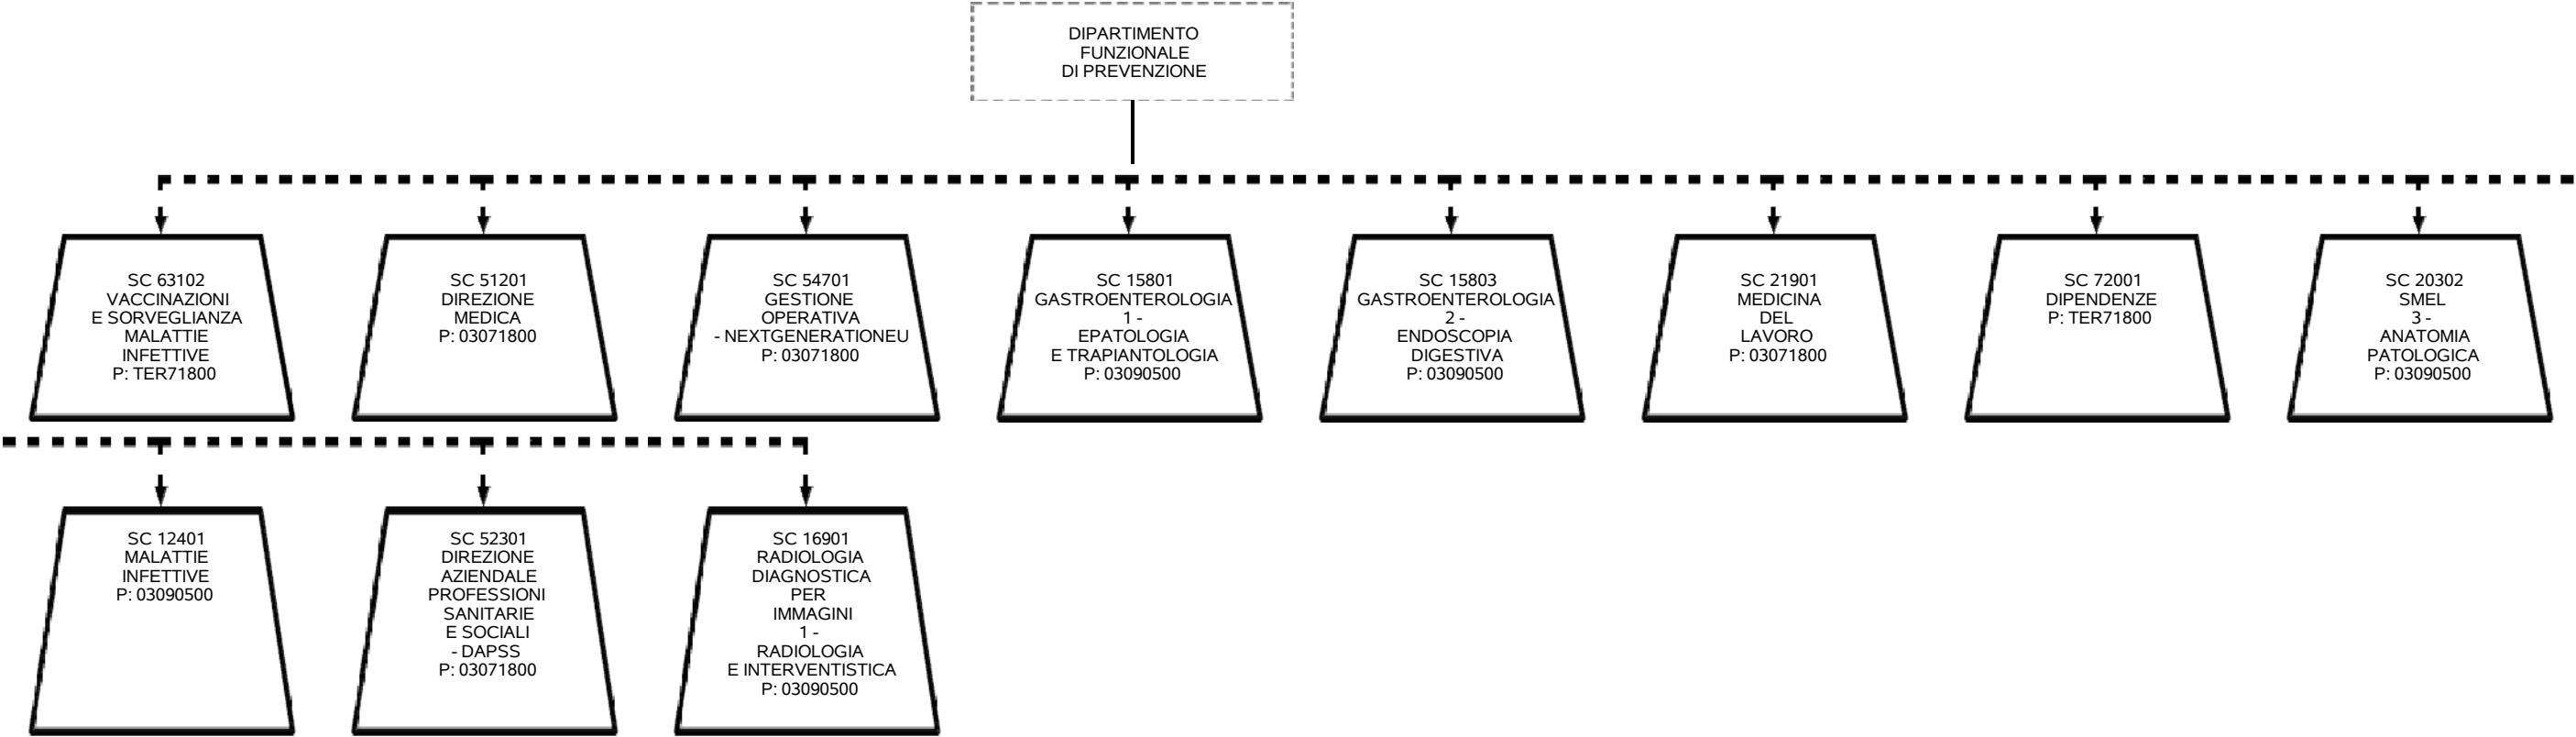 DIPARTIMENTO
FUNZIONALE
DI PREVENZIONE
SC 63102
VACCINAZIONI
E SORVEGLIANZA
MALATTIE
INFETTIVE
P: TER71800
SC 51201
DIREZIONE
MEDICA
P: 03071800
SC 54701
GESTIONE
OPERATIVA
- NEXTGENERATIONEU
P: 03071800
SC 15801
GASTROENTEROLOGIA
1 -
EPATOLOGIA
E TRAPIANTOLOGIA
P: 03090500
SC 15803
GASTROENTEROLOGIA
2 -
ENDOSCOPIA
DIGESTIVA
P: 03090500
SC 21901
MEDICINA
DEL
LAVORO
P: 03071800
SC 72001
DIPENDENZE
P: TER71800
SC 20302
SMEL
3 -
ANATOMIA
PATOLOGICA
P: 03090500
SC 12401
MALATTIE
INFETTIVE
P: 03090500
SC 52301
DIREZIONE
AZIENDALE
PROFESSIONI
SANITARIE
E SOCIALI
- DAPSS
P: 03071800
SC 16901
RADIOLOGIA
DIAGNOSTICA
PER
IMMAGINI
1 -
RADIOLOGIA
E INTERVENTISTICA
P: 03090500